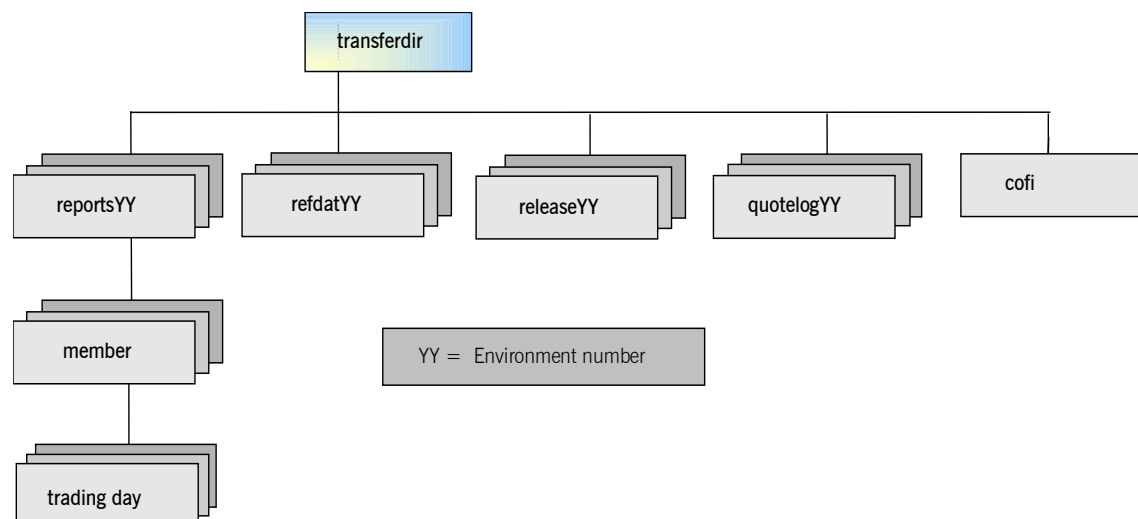 transferdir
reportsYY
refdatYY
releaseYY
quotelogYY
cofi
member
YY = Environment number
trading day